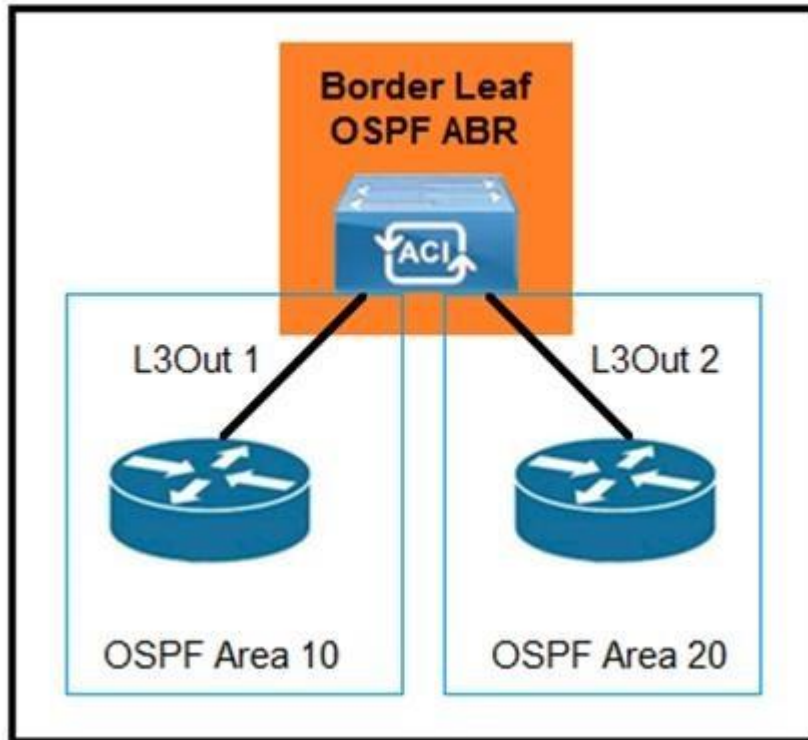 Border Leaf
OSPF ABR
ACI
L3Out 1
L3Out 2
OSPF Area 10
OSPF Area 20